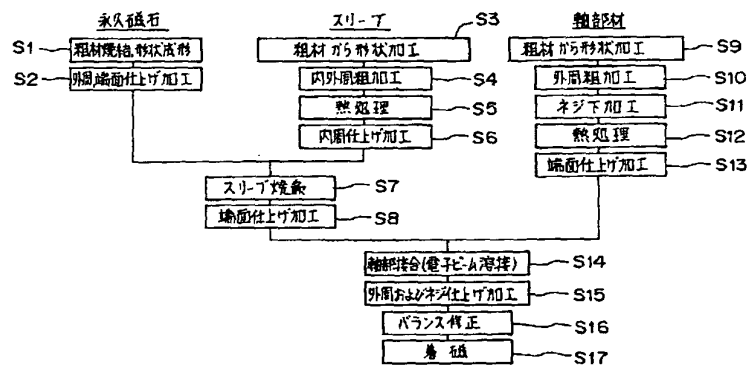 永久磁石
S1 粗材焼結,形状成形
S2 外周,端面仕上げ加工
スリーブ
S3
粗材から形状加工
内外周粗加工 S4
熱処理 S5
内周仕上げ加工 S6
軸部材
粗材から形状加工 S9
外周粗加工 S10
ネジ下加工 S11
熱処理 S12
端面仕上げ加工 S13
スリーブ焼条 S7
端面仕上げ加工 S8
軸部接合(電子ビーム溶接) S14
外周およびネジ仕上げ加工 S15
バランス修正 S16
着磁 S17